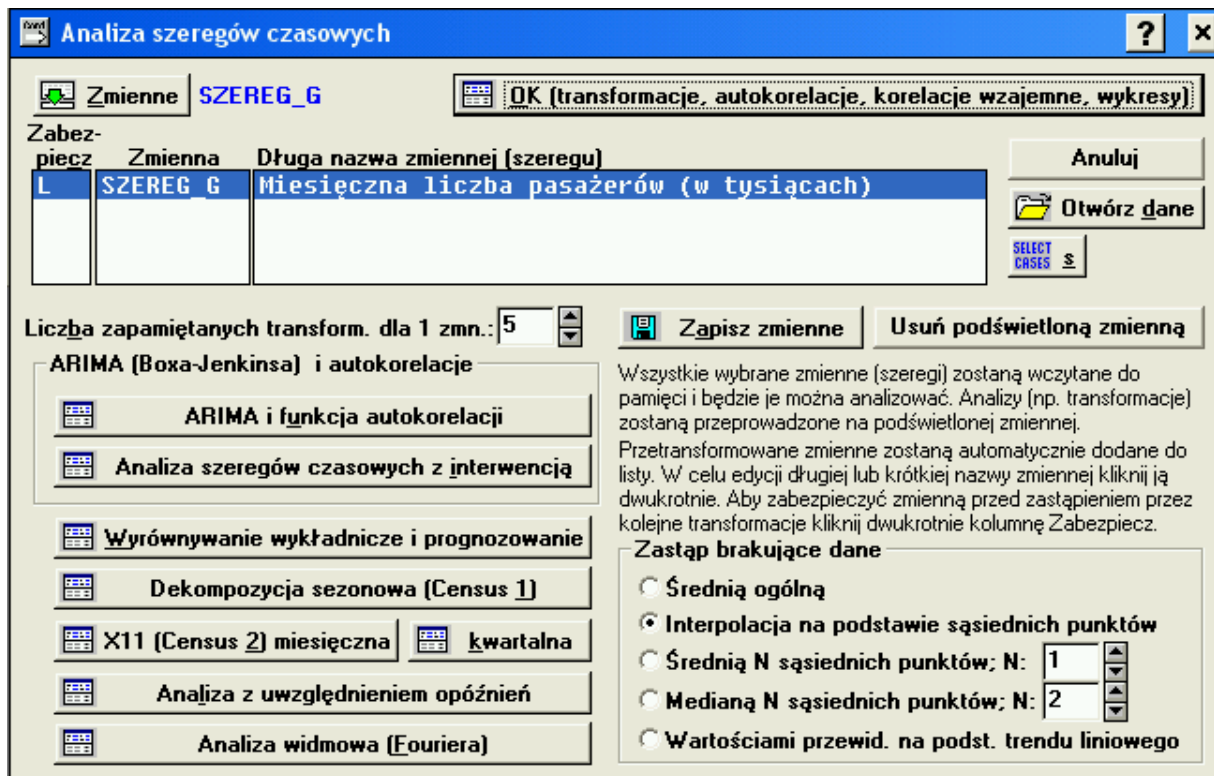 Analiza szeregów czasowych
?
Zmienne SZEREG_G
OK (transformacje, autokorelacje, korelacje wzajemne, wykresy)
Zabez-
piecz Zmienna Długa nazwa zmiennej (szeregu)
L SZEREG_G Miesięczna liczba pasażerów (w tysiącach)
Anuluj
Otwórz dane
SELECT
CASES s
Liczba zapamiętanych transform. dla 1 zmn.: 5
Zapisz zmienne
Usuń podświetloną zmienną
ARIMA (Boxa-Jenkinsa) i autokorelacje
ARIMA i funkcja autokorelacji
Analiza szeregów czasowych z interwencją
Wyrównywanie wykładnicze i prognozowanie
Dekompozycja sezonowa (Census 1)
X11 (Census 2) miesięczna
kwartalna
Analiza z uwzględnieniem opóźnień
Analiza widmowa (Fouriera)
Wszystkie wybrane zmienne (szeregi) zostaną wczytane do
pamięci i będzie je można analizować. Analizy (np. transformacje)
zostaną przeprowadzone na podświetlonej zmiennej.
Przetransformowane zmienne zostaną automatycznie dodane do
listy. W celu edycji długiej lub krótkiej nazwy zmiennej kliknij ją
dwukrotnie. Aby zabezpieczyć zmienną przed zastąpieniem przez
kolejne transformacje kliknij dwukrotnie kolumnę Zabezpiecz.
Zastąp brakujące dane
Średnią ogólną
Interpolacja na podstawie sąsiednich punktów
Średnią N sąsiednich punktów; N: 1
Medianą N sąsiednich punktów; N: 2
Wartościami przewid. na podst. trendu liniowego